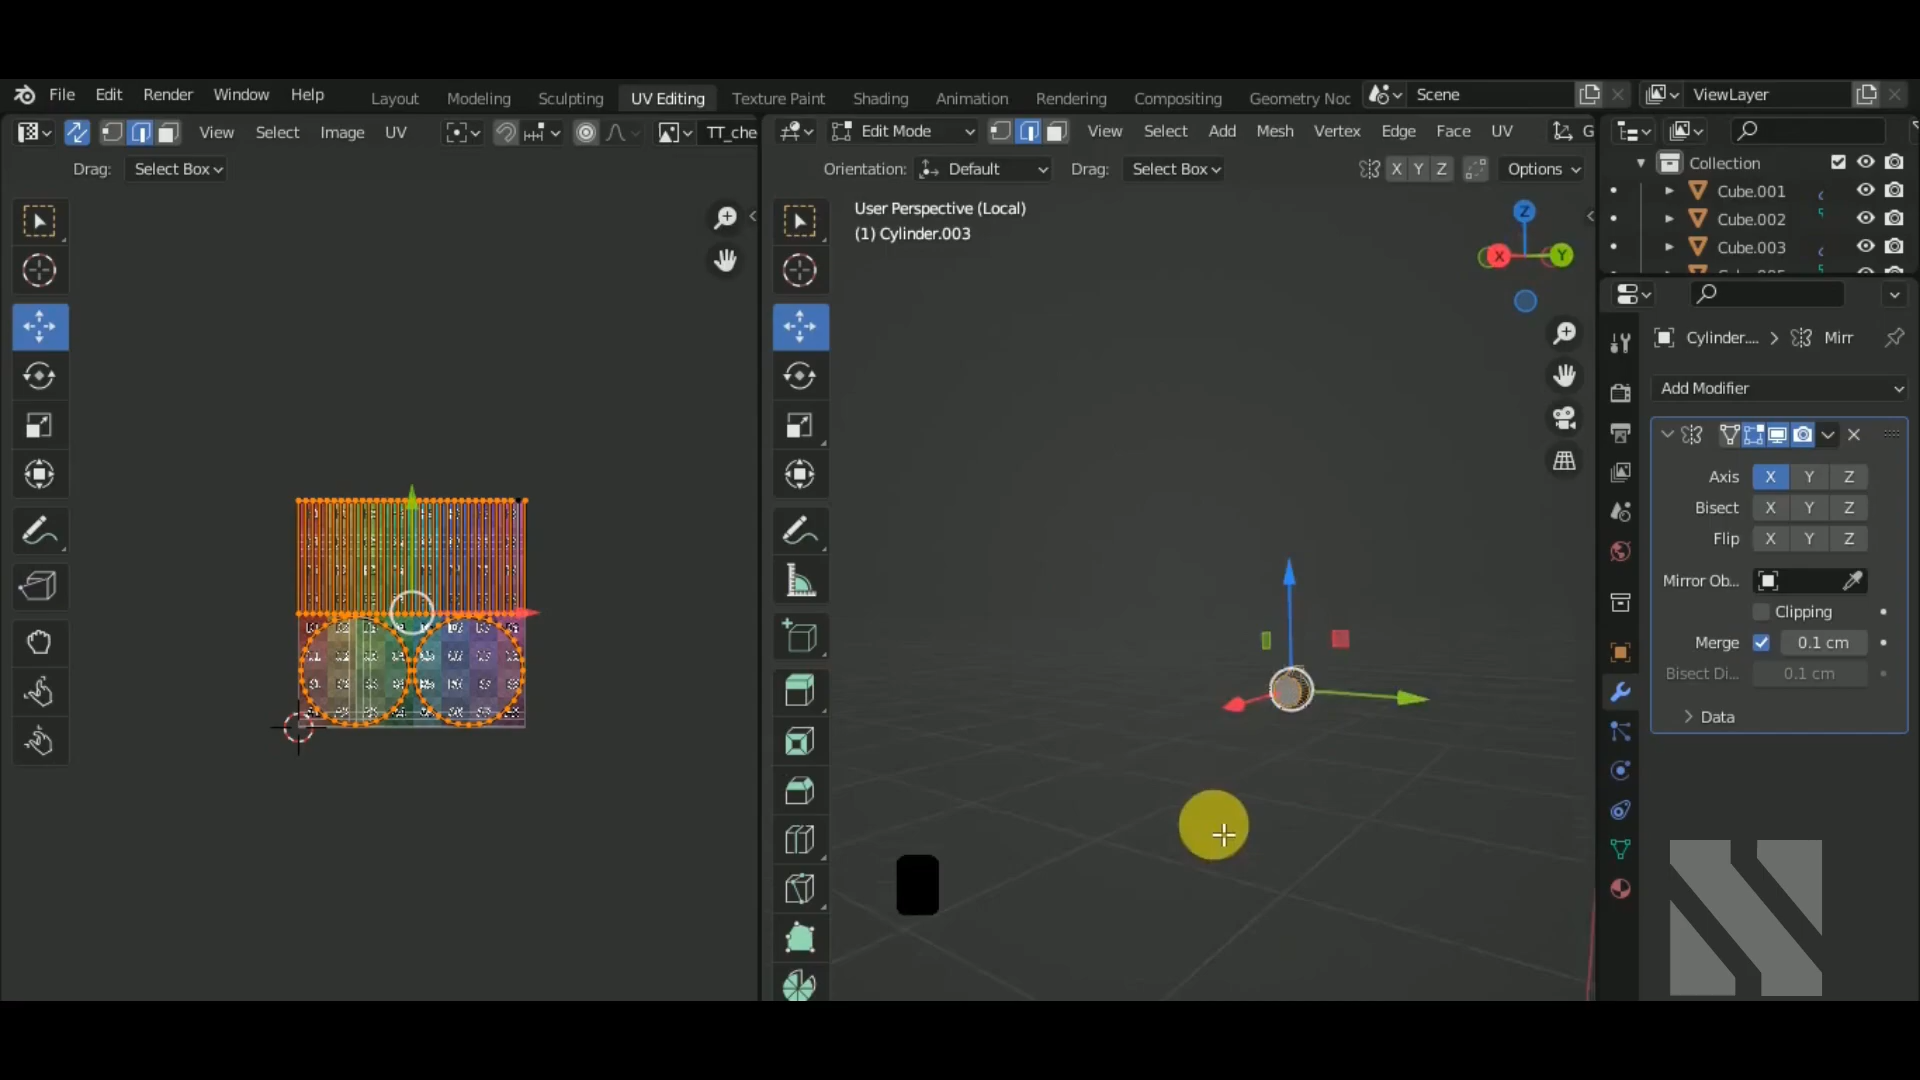 File Edit Render Window Help Layout Modeling Sculpting UV Editing Texture Paint Shading Animation Rendering Compositing Geometry Noc Scene ViewLayer
View Select Image UV TT_che Edit Mode View Select Add Mesh Vertex Edge Face UV G
Drag: Select Box Orientation: Default Drag: Select Box X Y Z Options
Collection
Cube.001
Cube.002
Cube.003
User Perspective (Local)
(1) Cylinder.003
Z
X
Y
Cylinder.... > Mirr
Add Modifier
Axis X Y Z
Bisect X Y Z
Flip X Y Z
Mirror Ob...
Clipping
Merge 0.1 cm
Bisect Di... 0.1 cm
Data